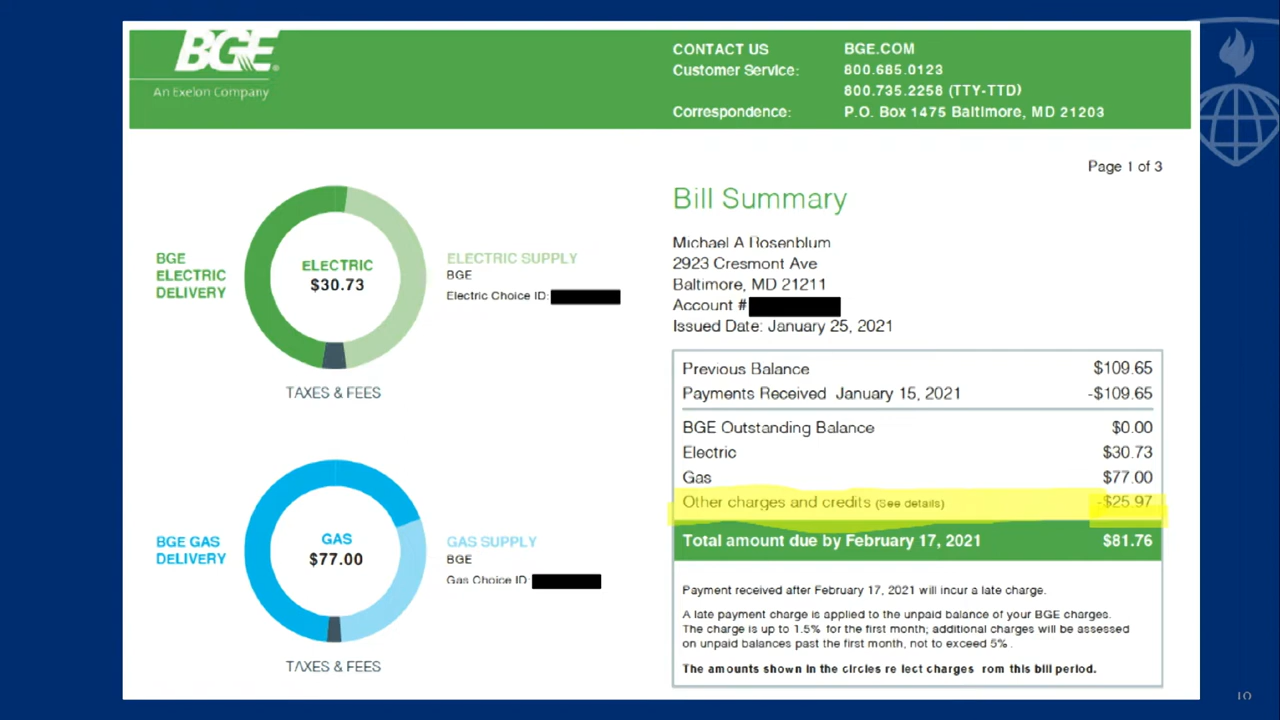 BGE
An Exelon Company
CONTACT US BGE.COM
Customer Service: 800.685.0123
800.735.2258 (TTY-TTD)
Correspondence: P.O. Box 1475 Baltimore, MD 21203
Page 1 of 3
BGE
ELECTRIC
DELIVERY
ELECTRIC
$30.73
ELECTRIC SUPPLY
BGE
Electric Choice ID:
TAXES & FEES
BGE GAS
DELIVERY
GAS
$77.00
GAS SUPPLY
BGE
Gas Choice ID:
TAXES & FEES
Bill Summary
Michael A Rosenblum
2923 Cresmont Ave
Baltimore, MD 21211
Account #
Issued Date: January 25, 2021
Previous Balance $109.65
Payments Received January 15, 2021 -$109.65
BGE Outstanding Balance $0.00
Electric $30.73
Gas $77.00
Other charges and credits (See details) -$25.97
Total amount due by February 17, 2021 $81.76
Payment received after February 17, 2021 will incur a late charge.
A late payment charge is applied to the unpaid balance of your BGE charges.
The charge is up to 1.5% for the first month; additional charges will be assessed
on unpaid balances past the first month, not to exceed 5% .
The amounts shown in the circles re lect charges rom this bill period.
10